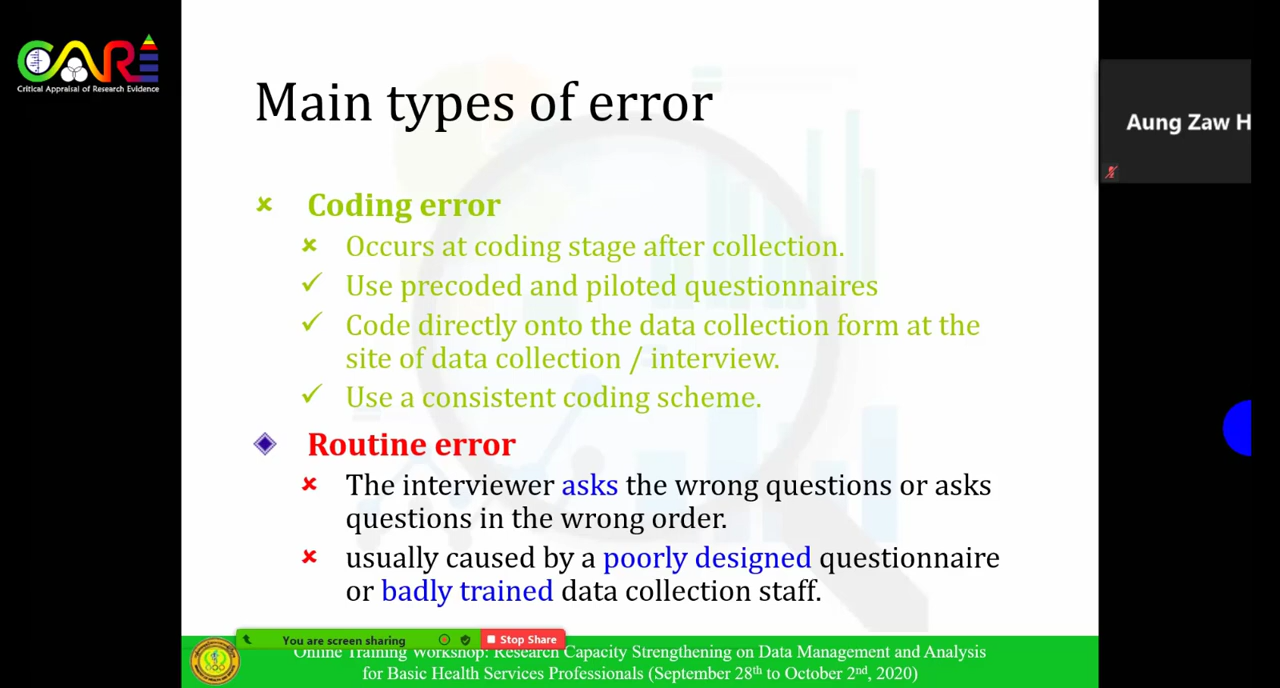 CARE
Critical Appraisal of Research Evidence
Main types of error
Aung Zaw H
Coding error
Occurs at coding stage after collection.
Use precoded and piloted questionnaires
Code directly onto the data collection form at the
site of data collection / interview.
Use a consistent coding scheme.
Routine error
The interviewer asks the wrong questions or asks
questions in the wrong order.
usually caused by a poorly designed questionnaire
or badly trained data collection staff.
You are screen sharing
Stop Share
Online Training Workshop: Research Capacity Strengthening on Data Management and Analysis
for Basic Health Services Professionals (September 28th to October 2nd, 2020)